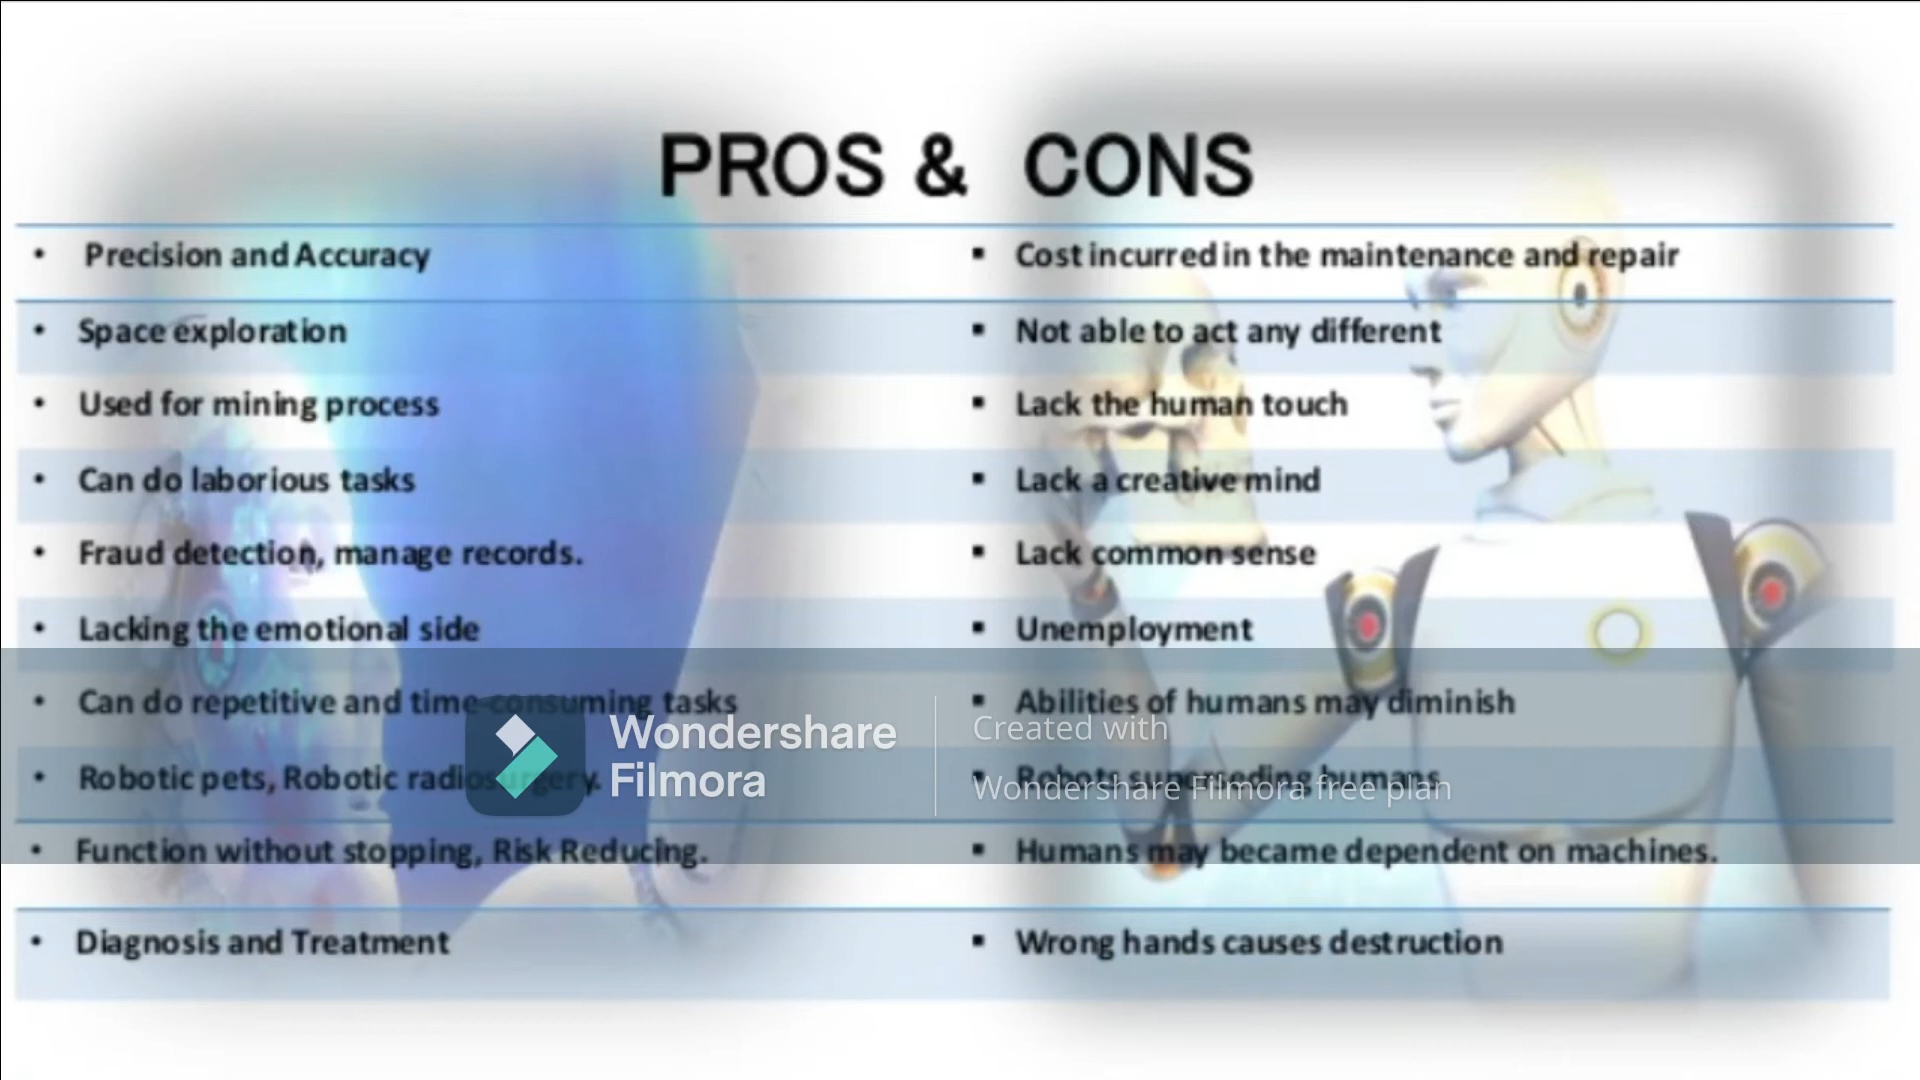 PROS & CONS
• Precision and Accuracy
▪ Cost incurred in the maintenance and repair
• Space exploration
▪ Not able to act any different
• Used for mining process
▪ Lack the human touch
• Can do laborious tasks
▪ Lack a creative mind
• Fraud detection, manage records.
▪ Lack common sense
• Lacking the emotional side
▪ Unemployment
• Can do repetitive and time-consuming tasks
▪ Abilities of humans may diminish
• Robotic pets, Robotic radiosurgery.
▪ Robots superceding humans
Wondershare
Filmora
Created with
Wondershare Filmora free plan
• Function without stopping, Risk Reducing.
▪ Humans may became dependent on machines.
• Diagnosis and Treatment
▪ Wrong hands causes destruction